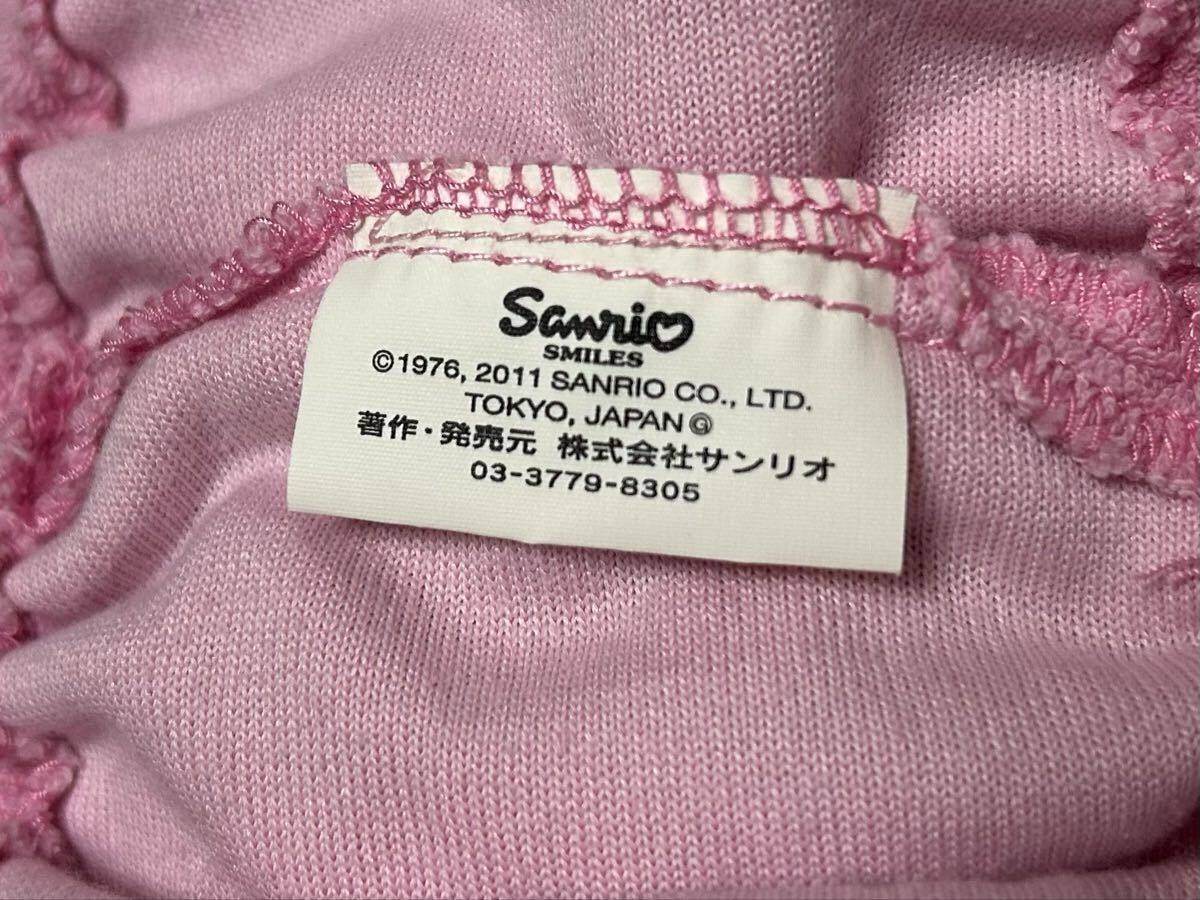 Sanrio
SMILES
©1976, 2011 SANRIO CO., LTD.
TOKYO, JAPAN Ⓖ
著作・発売元 株式会社サンリオ
03-3779-8305